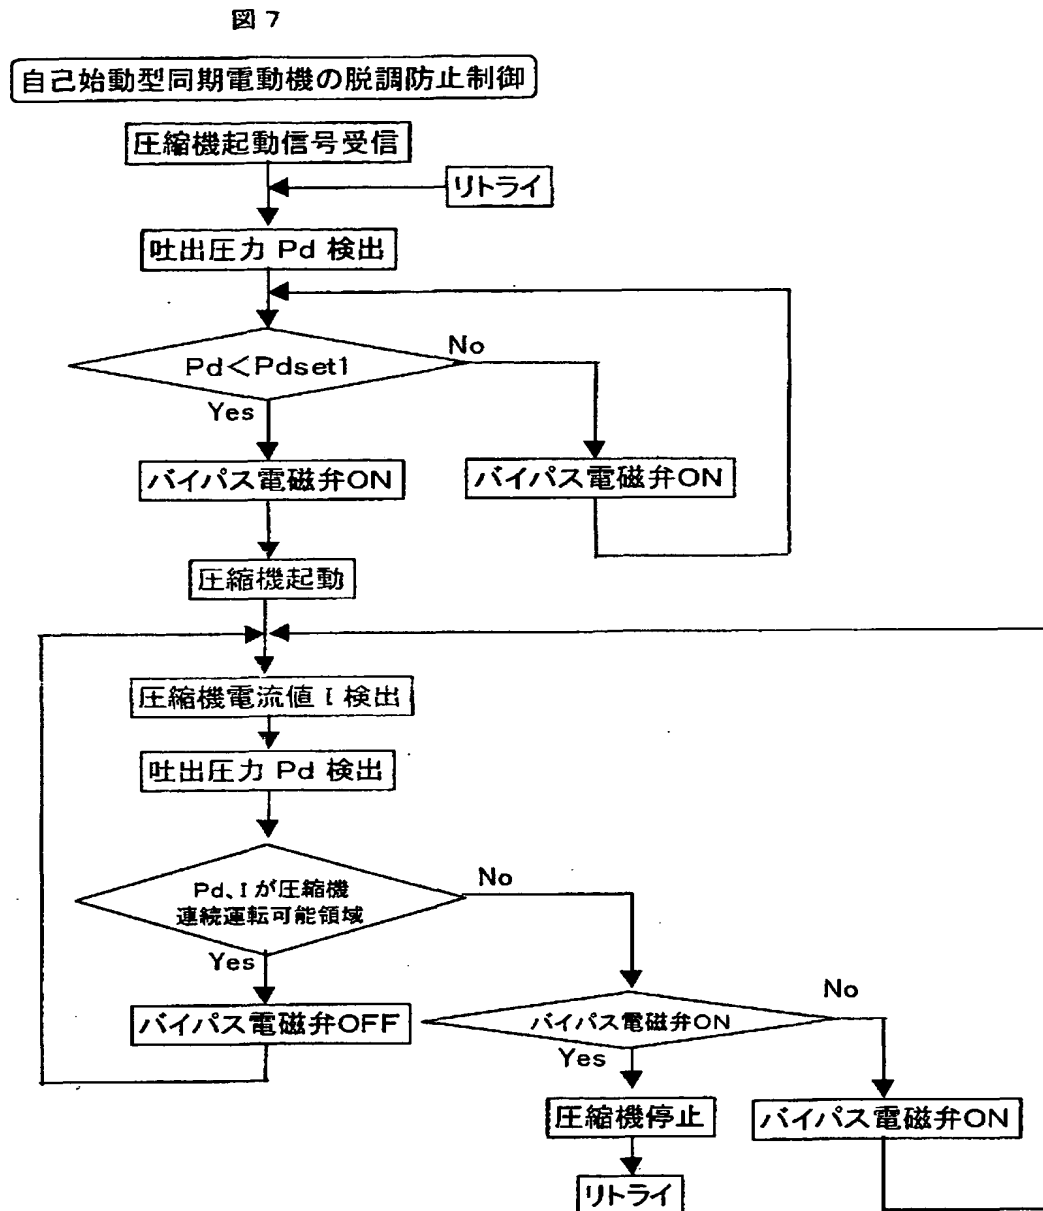 図 7
自己始動型同期電動機の脱調防止制御
圧縮機起動信号受信
リトライ
吐出圧力 Pd 検出
Pd＜Pdset1
No
Yes
バイパス電磁弁ON
バイパス電磁弁ON
圧縮機起動
圧縮機電流値 I 検出
吐出圧力 Pd 検出
Pd、I が圧縮機
連続運転可能領域
No
Yes
バイパス電磁弁OFF
バイパス電磁弁ON
No
Yes
圧縮機停止
バイパス電磁弁ON
リトライ